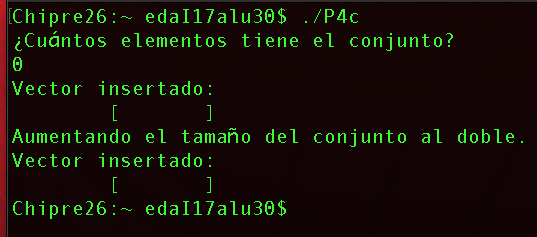 Chipre26:~ edaI17alu30$ ./P4c
¿Cuántos elementos tiene el conjunto?
0
Vector insertado:
[ ]
Aumentando el tamaño del conjunto al doble.
Vector insertado:
[ ]
Chipre26:~ edaI17alu30$